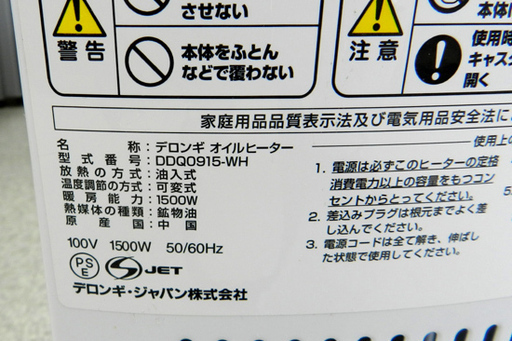 させない
警告
本体をふとん
などで覆わない
注意
本体
使用時
キャスタ
開く
家庭用品品質表示法及び電気用品安全法に
名 称：デロンギ オイルヒーター
型式番号：DDQ0915-WH
放熱の方式：油入式
温度調節の方式：可変式
暖房能力：1500W
熱媒体の種類：鉱物油
原産国：中国
100V 1500W 50/60Hz
PSE
S JET
デロンギ・ジャパン株式会社
使用上の
1. 電源は必ずこのヒーターの定格
消費電力以上の容量をもつコン
セントからとってください。
2. 差込みプラグは根元までよく差
し込んでください。
3. 電源コードは全て解き、伸ばし
た状態で使用してください。
5